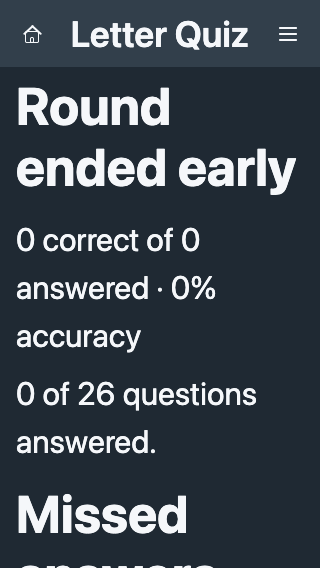 Letter Quiz
Round
ended early
0 correct of 0
answered · 0%
accuracy
0 of 26 questions
answered.
Missed